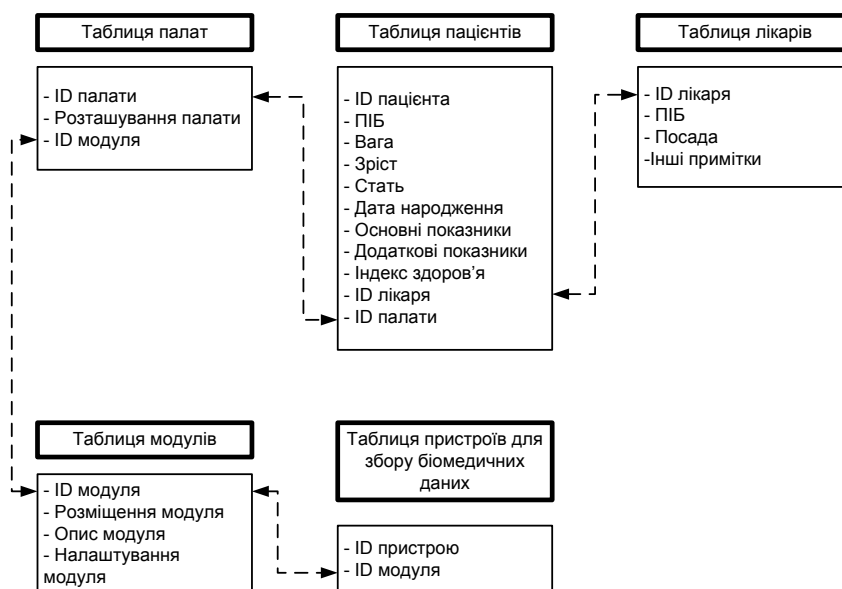 Таблиця палат
- ID палати
- Розташування палати
- ID модуля
Таблиця пацієнтів
- ID пацієнта
- ПІБ
- Вага
- Зріст
- Стать
- Дата народження
- Основні показники
- Додаткові показники
- Індекс здоров’я
- ID лікаря
- ID палати
Таблиця лікарів
- ID лікаря
- ПІБ
- Посада
-Інші примітки
Таблиця модулів
- ID модуля
- Розміщення модуля
- Опис модуля
- Налаштування
модуля
Таблиця пристроїв для
збору біомедичних
даних
- ID пристрою
- ID модуля